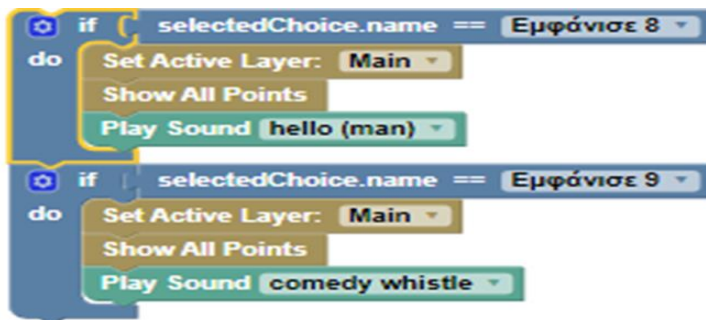 if selectedChoice.name == Εμφάνισε 8
do Set Active Layer: Main
Show All Points
Play Sound hello (man)
if selectedChoice.name == Εμφάνισε 9
do Set Active Layer: Main
Show All Points
Play Sound comedy whistle